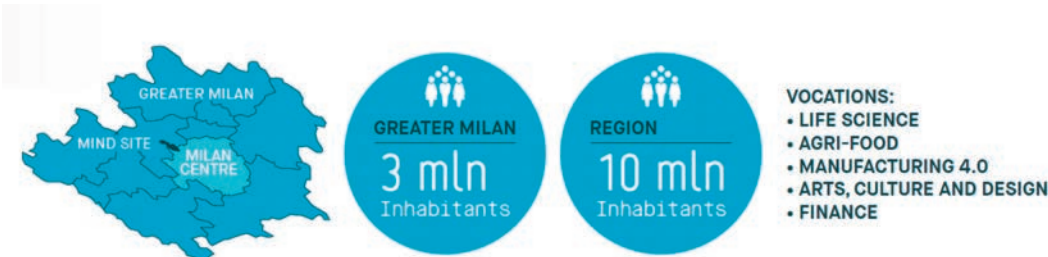 GREATER MILAN
MIND SITE
MILAN
CENTRE
GREATER MILAN
3 mln
Inhabitants
REGION
10 mln
Inhabitants
VOCATIONS:
• LIFE SCIENCE
• AGRI-FOOD
• MANUFACTURING 4.0
• ARTS, CULTURE AND DESIGN
• FINANCE